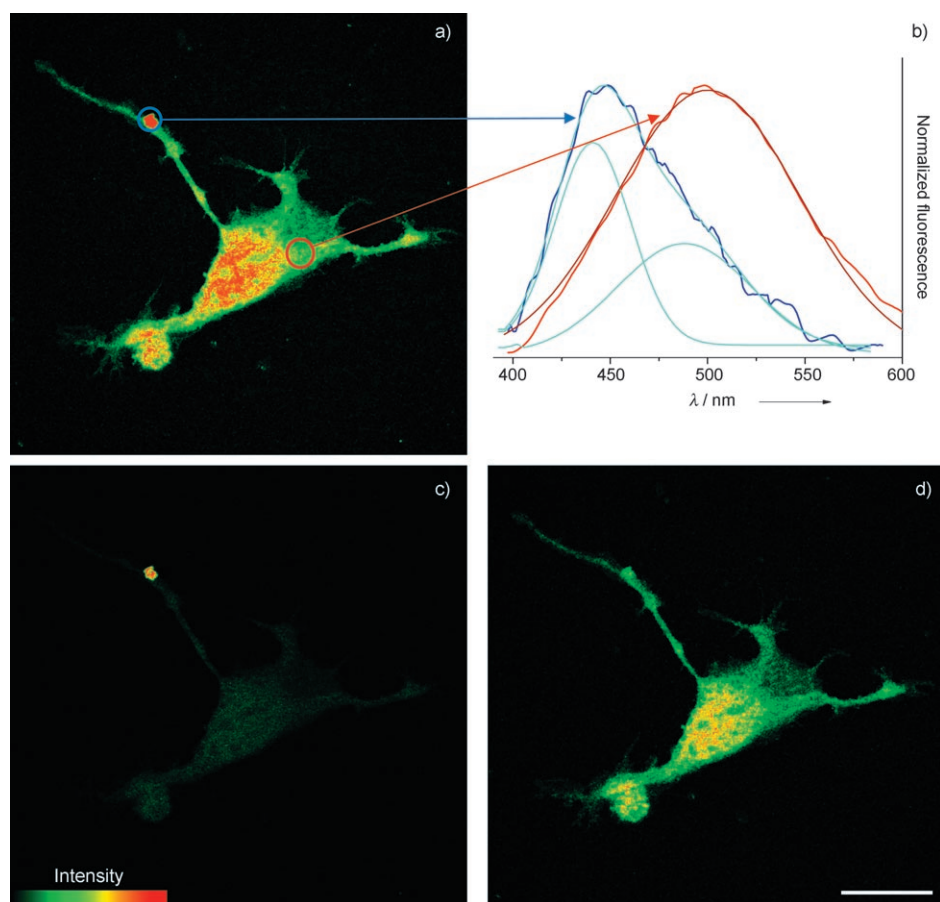 a)
b)
Normalized fluorescence
400 450 500 550 600
λ / nm
c)
d)
Intensity